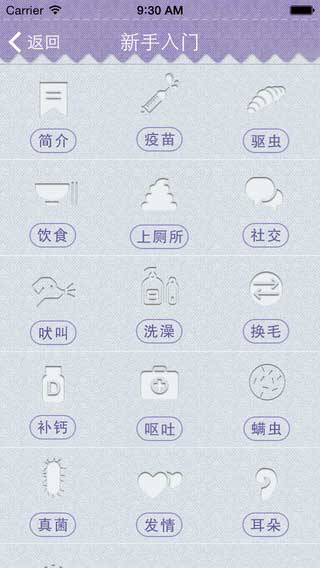 Carrier 9:30 AM
返回 新手入门
简介 疫苗 驱虫
饮食 上厕所 社交
吠叫 洗澡 换毛
D
补钙 呕吐 螨虫
真菌 发情 耳朵